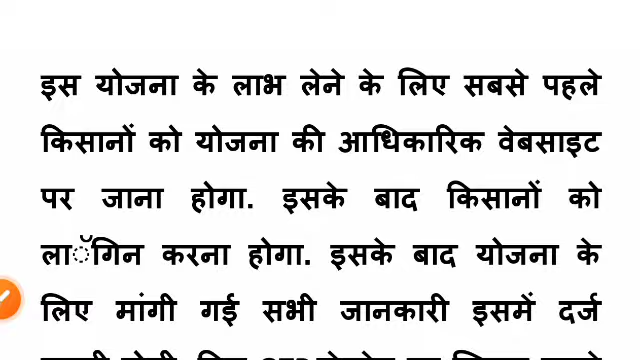 इस योजना के लाभ लेने के लिए सबसे पहले
किसानों को योजना की आधिकारिक वेबसाइट
पर जाना होगा. इसके बाद किसानों को
लाॅगिन करना होगा. इसके बाद योजना के
लिए मांगी गई सभी जानकारी इसमें दर्ज